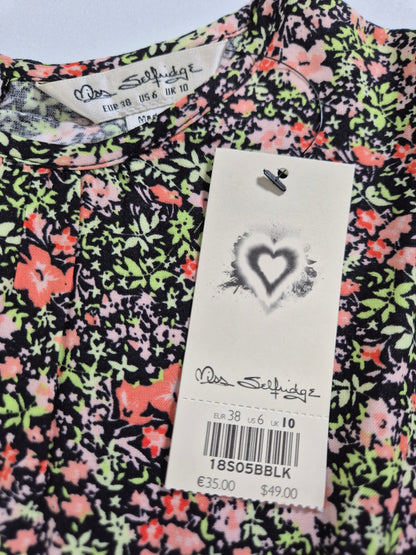 Miss Selfridge
EUR 38 US 6 UK 10
Miss Selfridge
EUR 38 US 6 UK 10
18S05BBLK
€35.00 $49.00